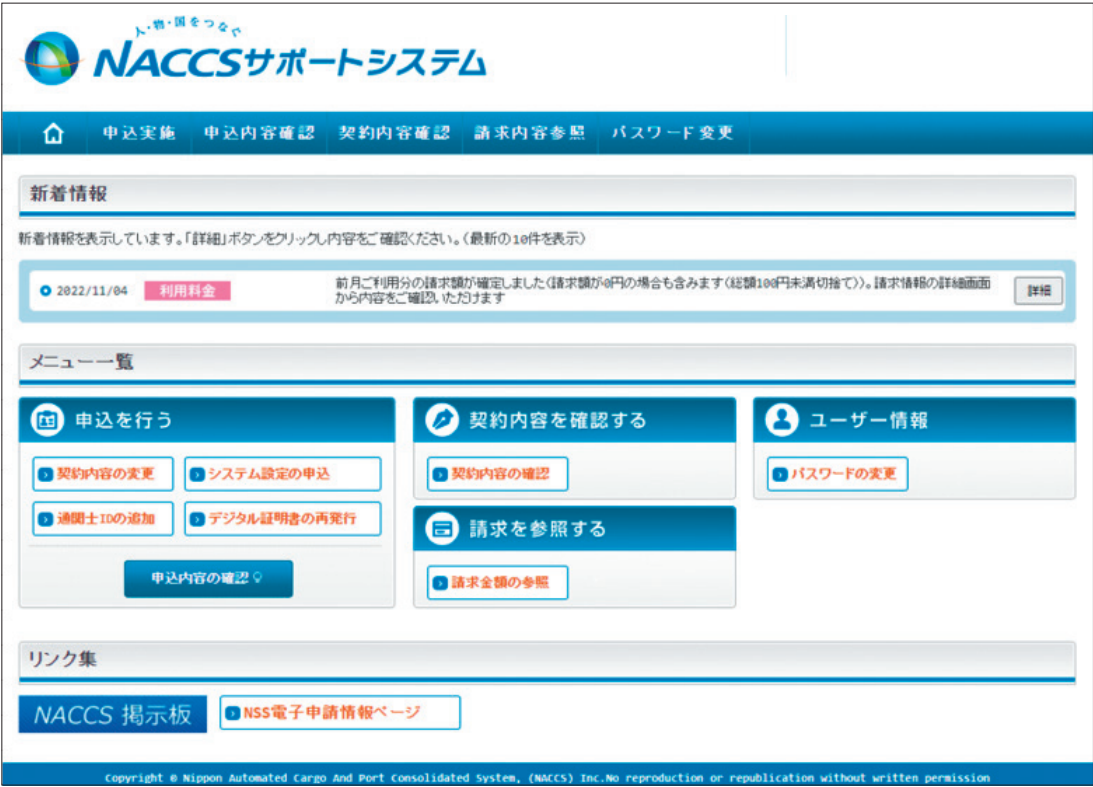 人・物・国をつなぐ
NACCSサポートシステム
申込実施 申込内容確認 契約内容確認 請求内容参照 パスワード変更
新着情報
新着情報を表示しています。「詳細」ボタンをクリックし内容をご確認ください。(最新の10件を表示)
2022/11/04 利用料金 前月ご利用分の請求額が確定しました(請求額が0円の場合も含みます(総額100円未満切捨て))。請求情報の詳細画面
から内容をご確認いただけます
詳細
メニュー一覧
申込を行う
契約内容の変更 システム設定の申込
通関士IDの追加 デジタル証明書の再発行
申込内容の確認
契約内容を確認する
契約内容の確認
請求を参照する
請求金額の参照
ユーザー情報
パスワードの変更
リンク集
NACCS 掲示板 NSS電子申請情報ページ
Copyright © Nippon Automated Cargo And Port Consolidated System, (NACCS) Inc.No reproduction or republication without written permission